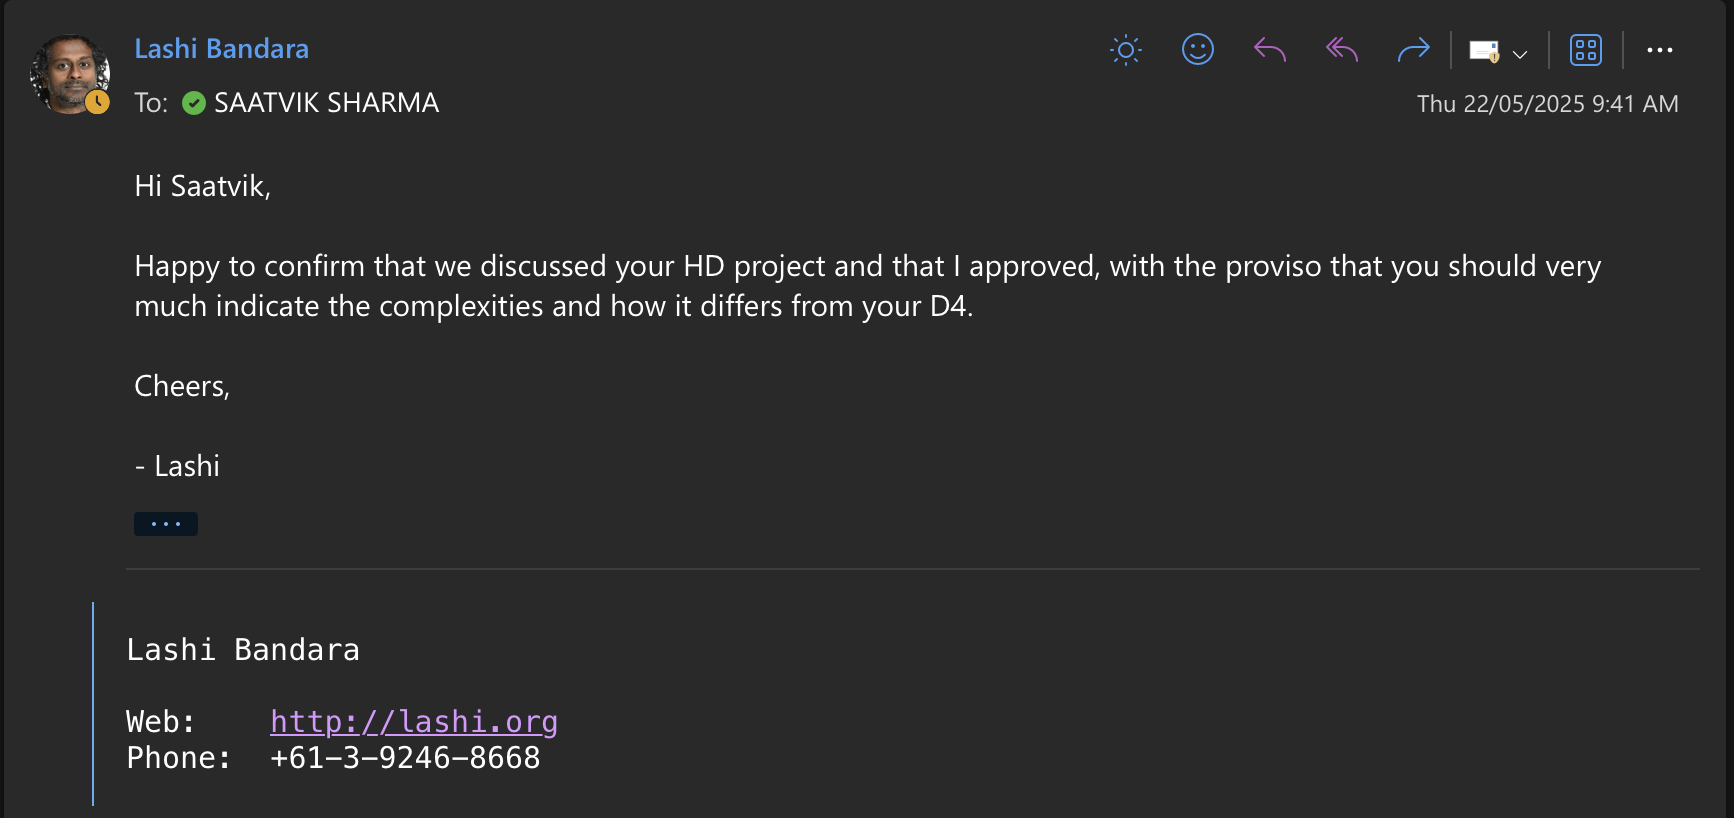 Lashi Bandara
To: SAATVIK SHARMA
Thu 22/05/2025 9:41 AM
Hi Saatvik,
Happy to confirm that we discussed your HD project and that I approved, with the proviso that you should very
much indicate the complexities and how it differs from your D4.
Cheers,
- Lashi
Lashi Bandara
Web: http://lashi.org
Phone: +61-3-9246-8668